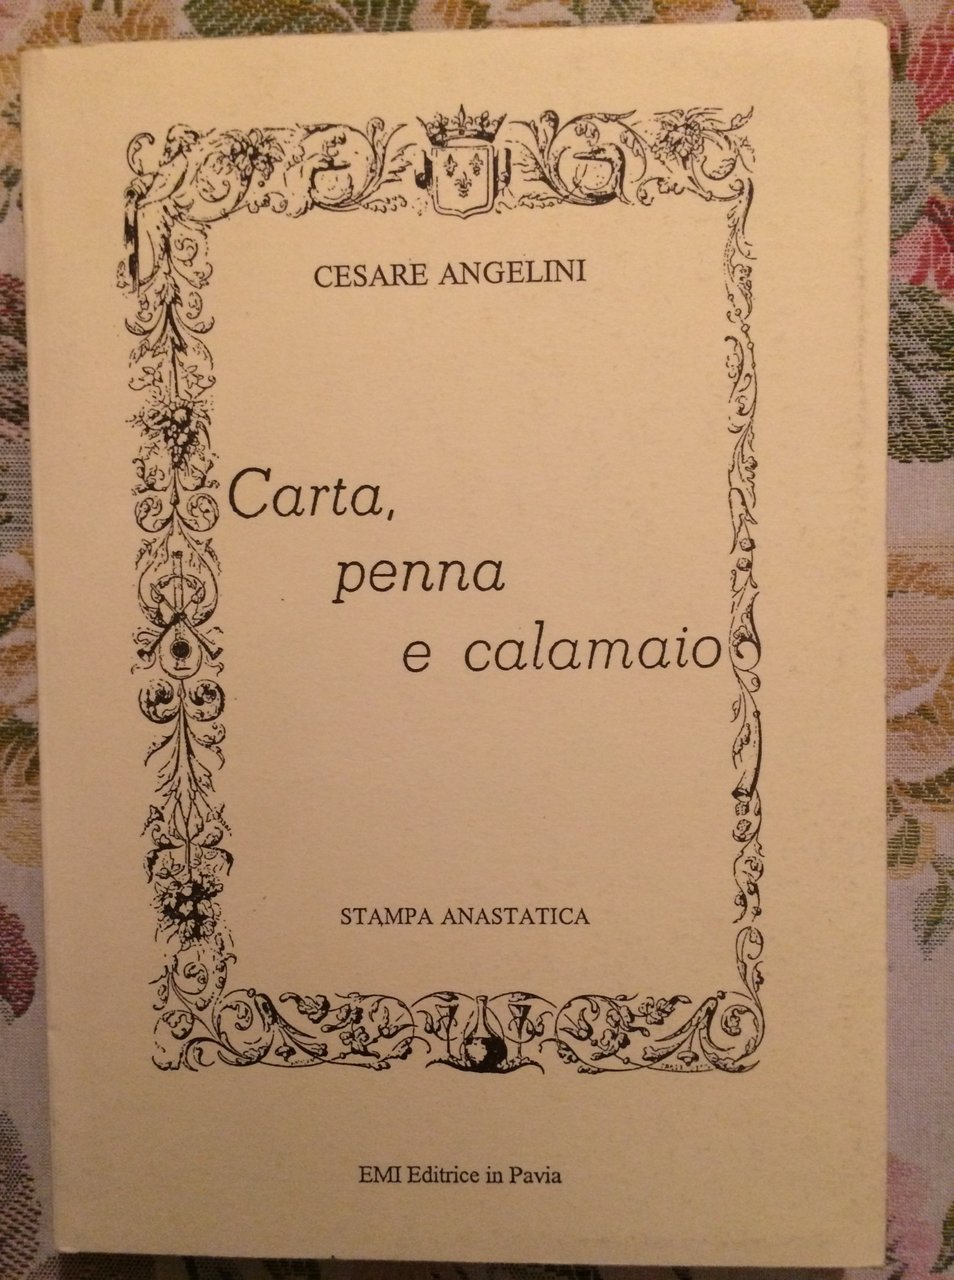 CESARE ANGELINI
Carta,
penna
e calamaio
STAMPA ANASTATICA
EMI Editrice in Pavia